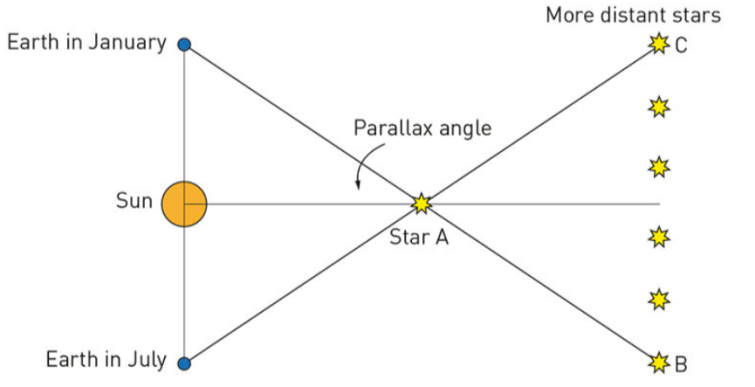 More distant stars
Earth in January
C
Parallax angle
Sun
Star A
Earth in July
B